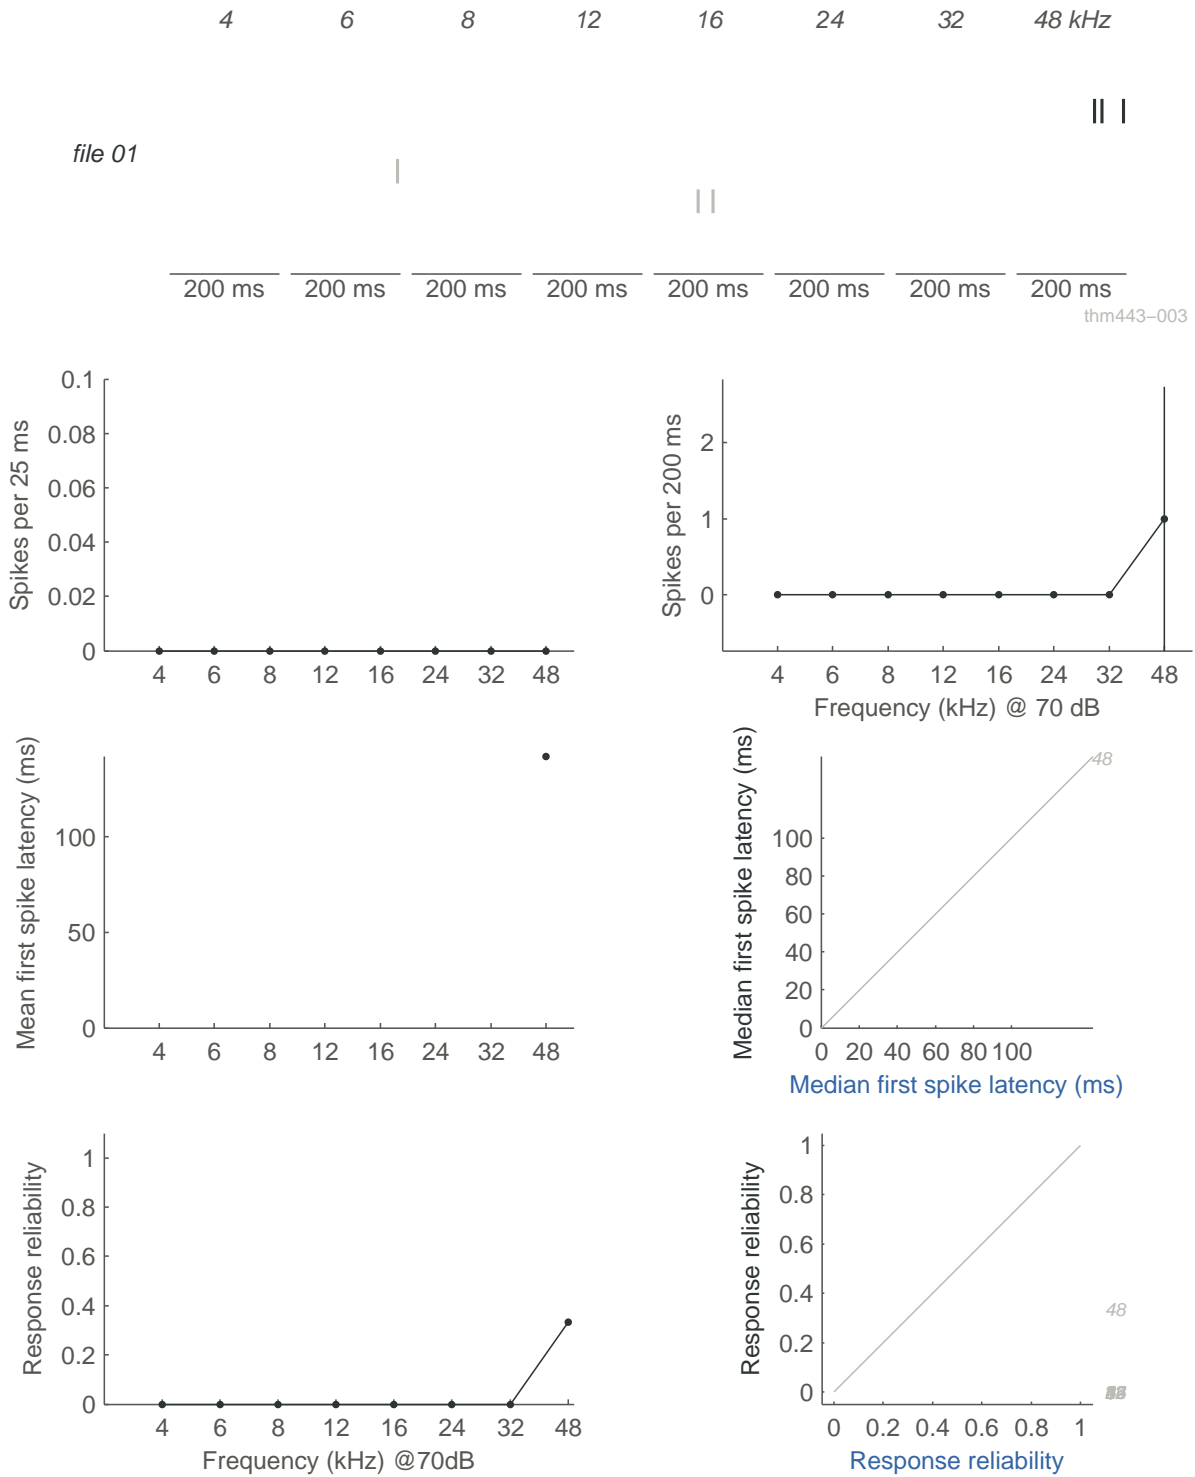 4 6 8 12 16 24 32 48 kHz
file 01
200 ms 200 ms 200 ms 200 ms 200 ms 200 ms 200 ms 200 ms
thm443–003
Spikes per 25 ms
0.1
0.08
0.06
0.04
0.02
0
4 6 8 12 16 24 32 48
Spikes per 200 ms
2
1
0
4 6 8 12 16 24 32 48
Frequency (kHz) @ 70 dB
Mean first spike latency (ms)
100
50
0
4 6 8 12 16 24 32 48
Median first spike latency (ms)
48
100
80
60
40
20
0
0 20 40 60 80 100
Median first spike latency (ms)
Response reliability
1
0.8
0.6
0.4
0.2
0
4 6 8 12 16 24 32 48
Frequency (kHz) @70dB
Response reliability
1
0.8
0.6
0.4
0.2
0
48
0 0.2 0.4 0.6 0.8 1
Response reliability